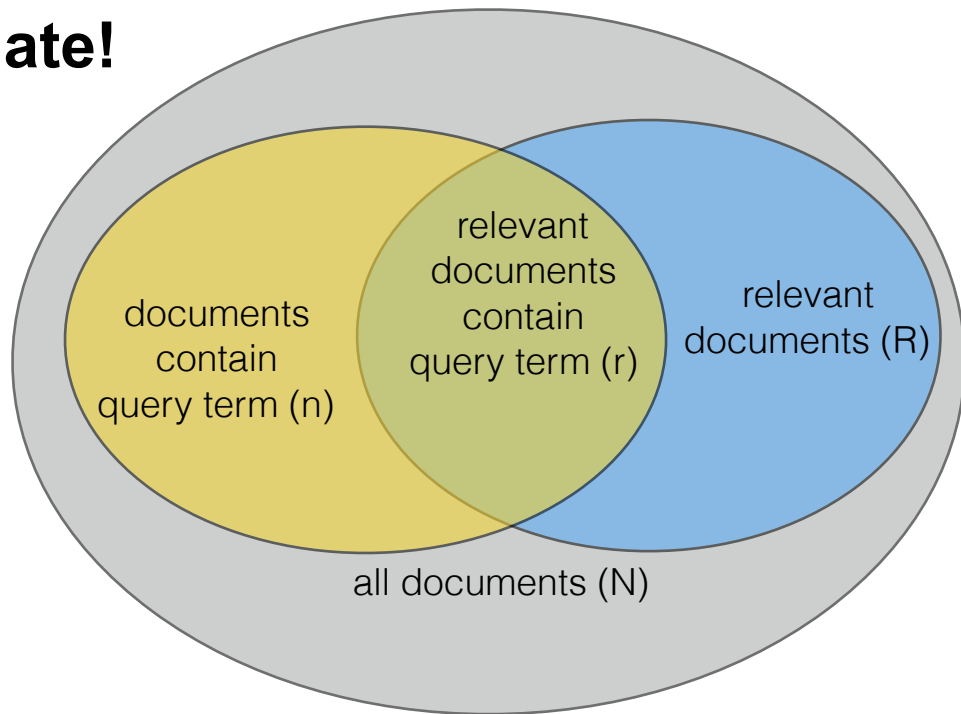 ate!
documents
contain
query term (n)
relevant
documents
contain
query term (r)
relevant
documents (R)
all documents (N)